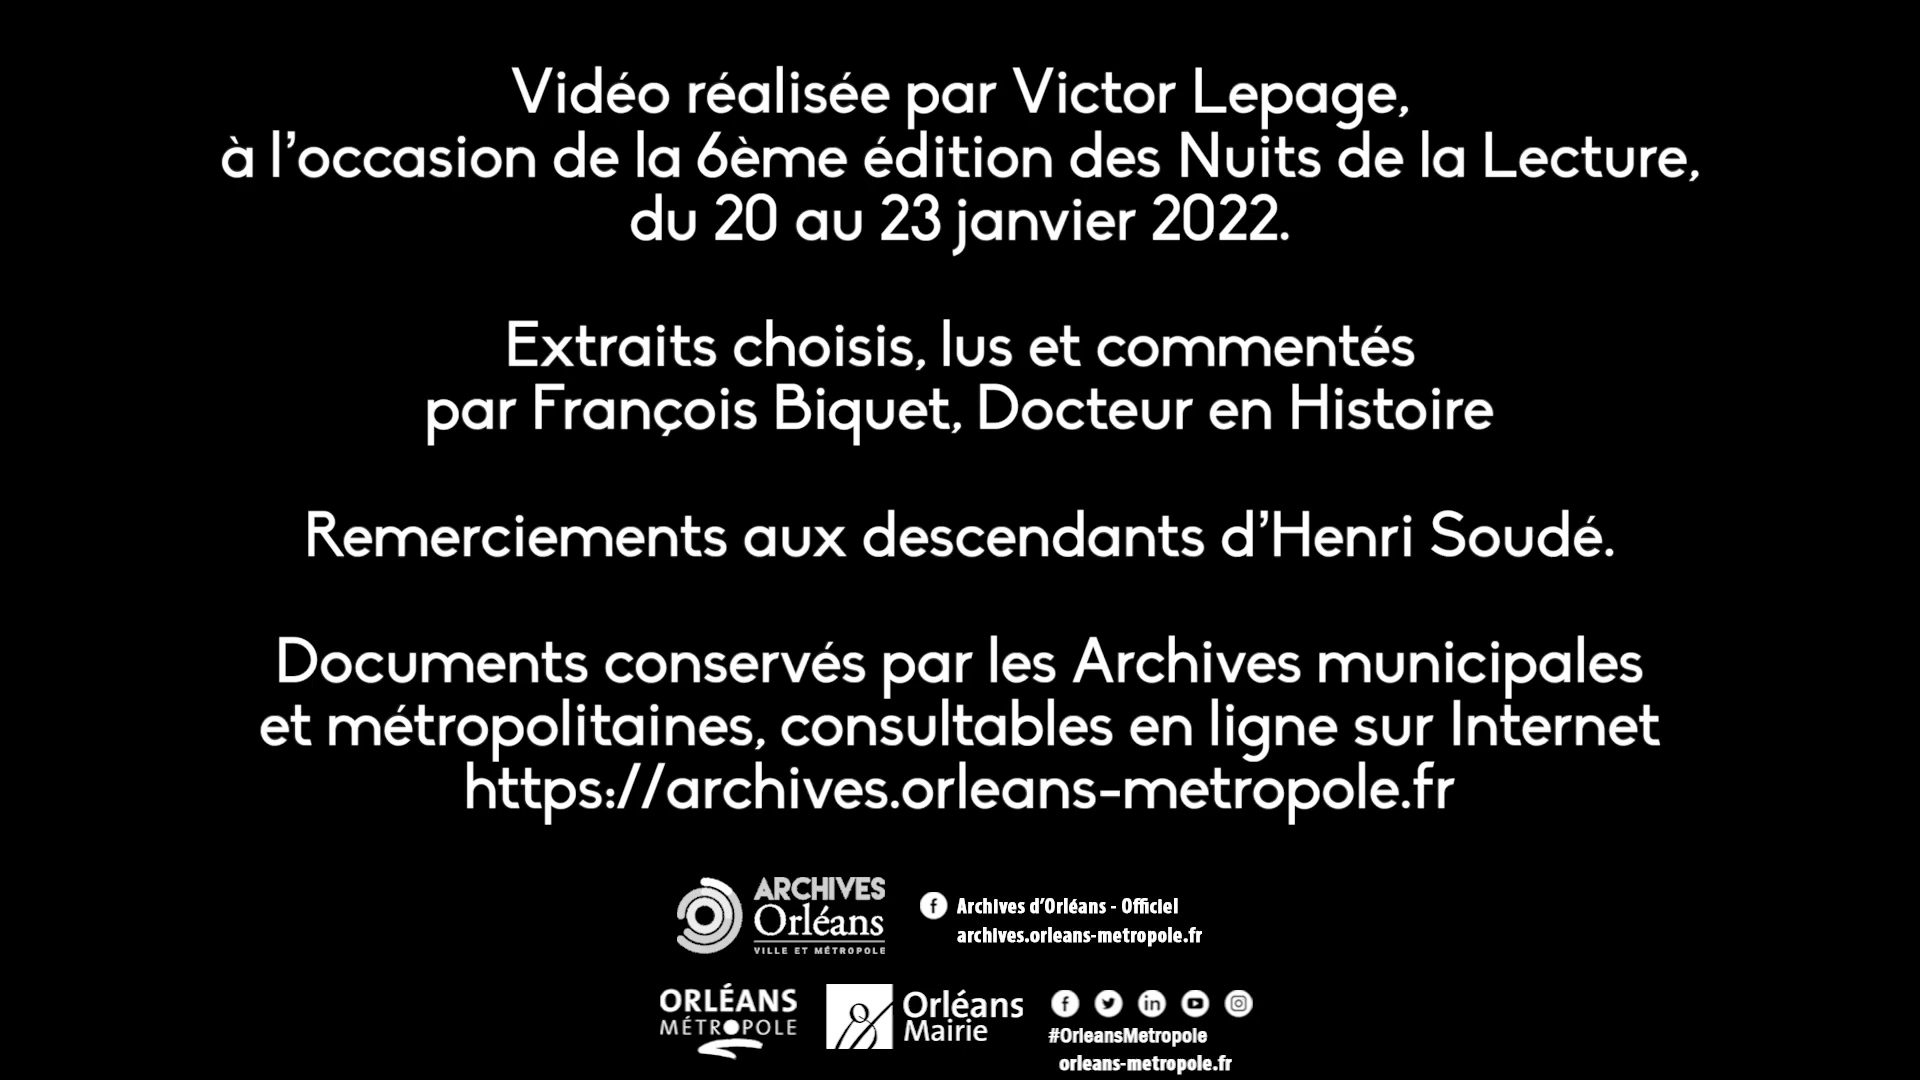 Vidéo réalisée par Victor Lepage,
à l'occasion de la 6ème édition des Nuits de la Lecture,
du 20 au 23 janvier 2022.
Extraits choisis, lus et commentés
par François Biquet, Docteur en Histoire
Remerciements aux descendants d'Henri Soudé.
Documents conservés par les Archives municipales
et métropolitaines, consultables en ligne sur Internet
https://archives.orleans-metropole.fr
ARCHIVES
Orléans
VILLE ET MÉTROPOLE
Archives d'Orléans - Officiel
archives.orleans-metropole.fr
ORLÉANS
MÉTROPOLE
Orléans
Mairie
#OrleansMetropole
orleans-metropole.fr